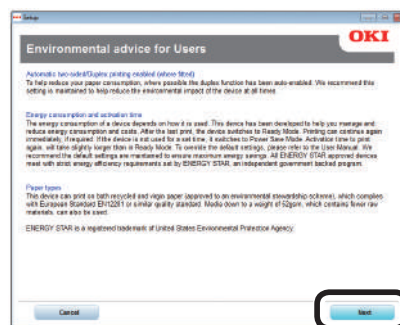 Setup
OKI
Environmental advice for Users
Automatic two-sided/Duplex printing enabled (where fitted)
To help reduce your paper consumption, where possible the duplex function has been auto-enabled. We recommend this
setting is maintained to help reduce the environmental impact of the device at all times.
Energy consumption and activation time
The energy consumption of a device depends on how it is used. This device has been developed to help you manage and
reduce energy consumption and costs. After the last print, the device switches to Ready Mode. Printing can continue again
immediately, if required. If the device is not used for a set time, it switches to Power Save Mode. Activation time to print
again, will take slightly longer than in Ready Mode. To override the default settings, please refer to the User Manual. We
recommend the default settings are maintained to ensure maximum energy savings. All ENERGY STAR approved devices
meet with strict energy efficiency requirements set by ENERGY STAR, an independent government backed program.
Paper types
This device can print on both recycled and virgin paper (approved to an environmental stewardship scheme), which complies
with European Standard EN12281 or similar quality standard. Media down to a weight of 62gsm, which contains fewer raw
materials, can also be used.
ENERGY STAR is a registered trademark of United States Environmental Protection Agency.
Cancel
Next